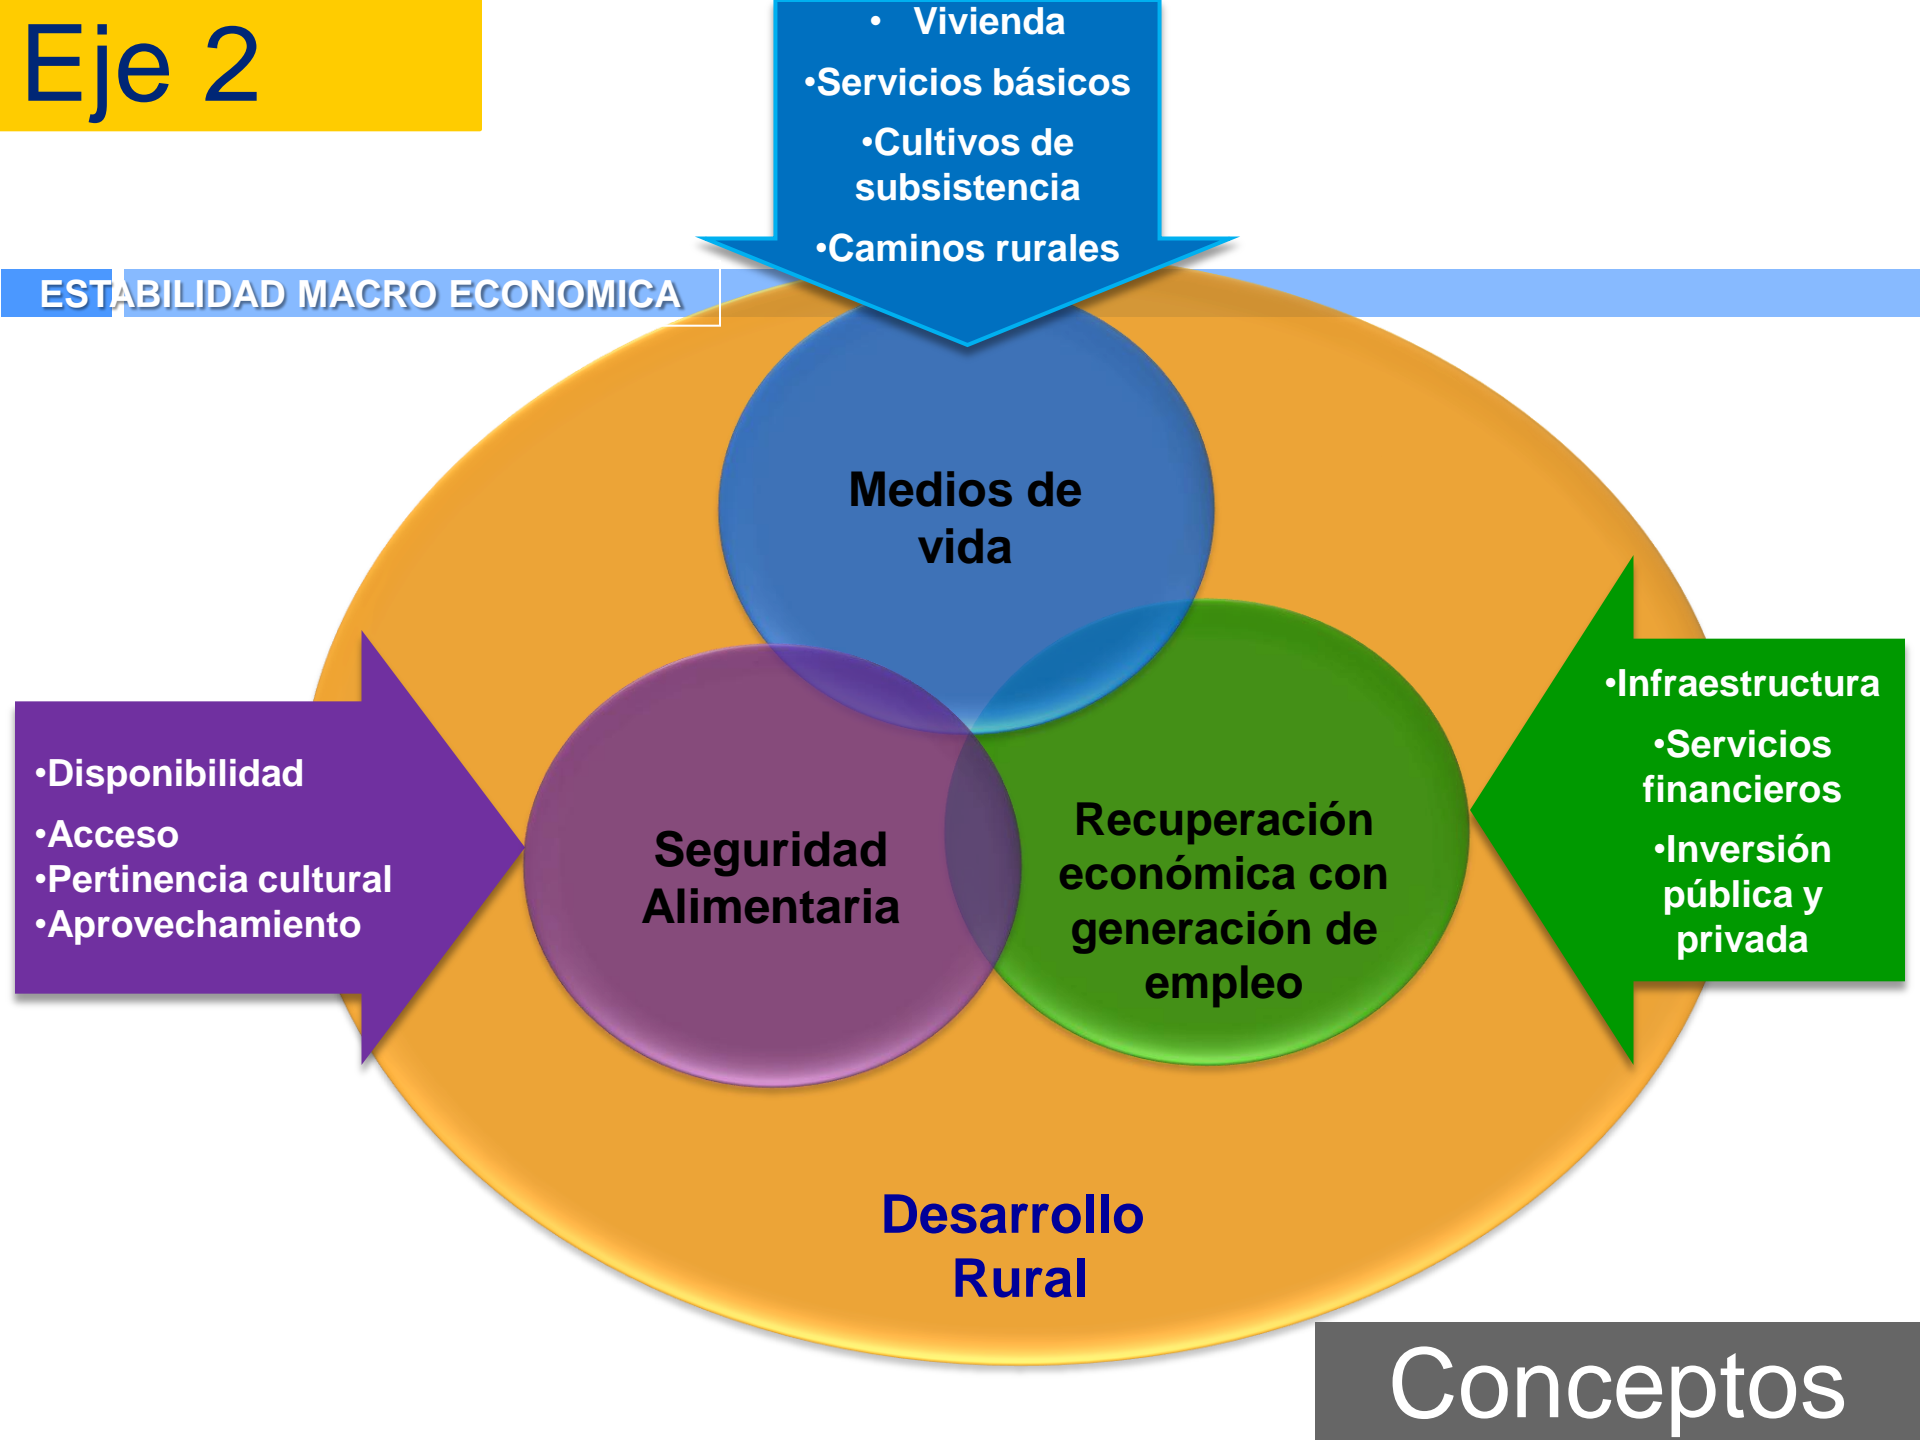 Eje 2
• Vivienda
•Servicios básicos
•Cultivos de
subsistencia
•Caminos rurales
ESTABILIDAD MACRO ECONOMICA
Medios de
vida
•Disponibilidad
•Acceso
•Pertinencia cultural
•Aprovechamiento
Seguridad
Alimentaria
Recuperación
económica con
generación de
empleo
•Infraestructura
•Servicios
financieros
•Inversión
pública y
privada
Desarrollo
Rural
Conceptos